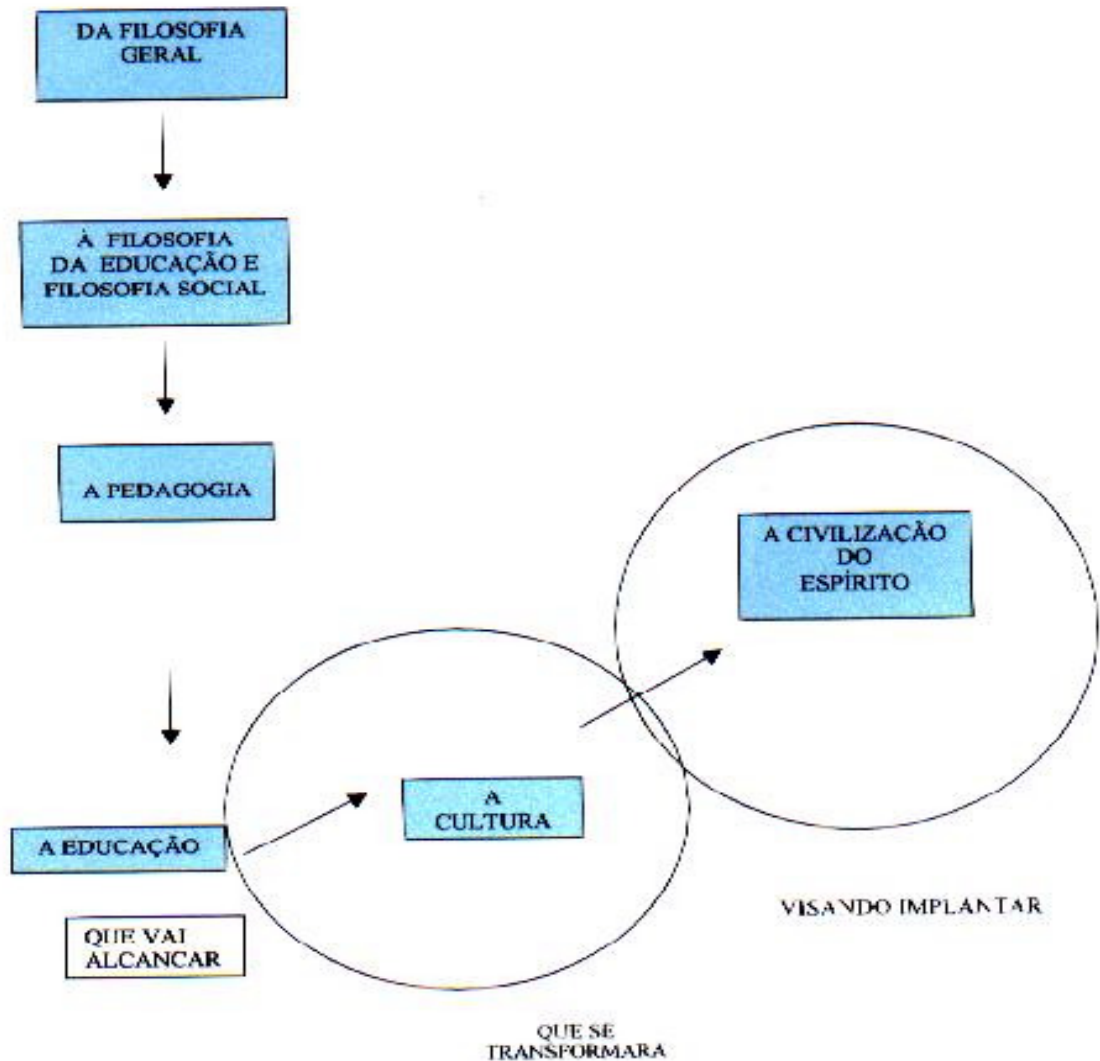 DA FILOSOFIA
GERAL
À FILOSOFIA
DA EDUCAÇÃO E
FILOSOFIA SOCIAL
A PEDAGOGIA
A CIVILIZAÇÃO
DO
ESPÍRITO
A
CULTURA
A EDUCAÇÃO
QUE VAI
ALCANCAR
VISANDO IMPLANTAR
QUE SE
TRANSFORMARA